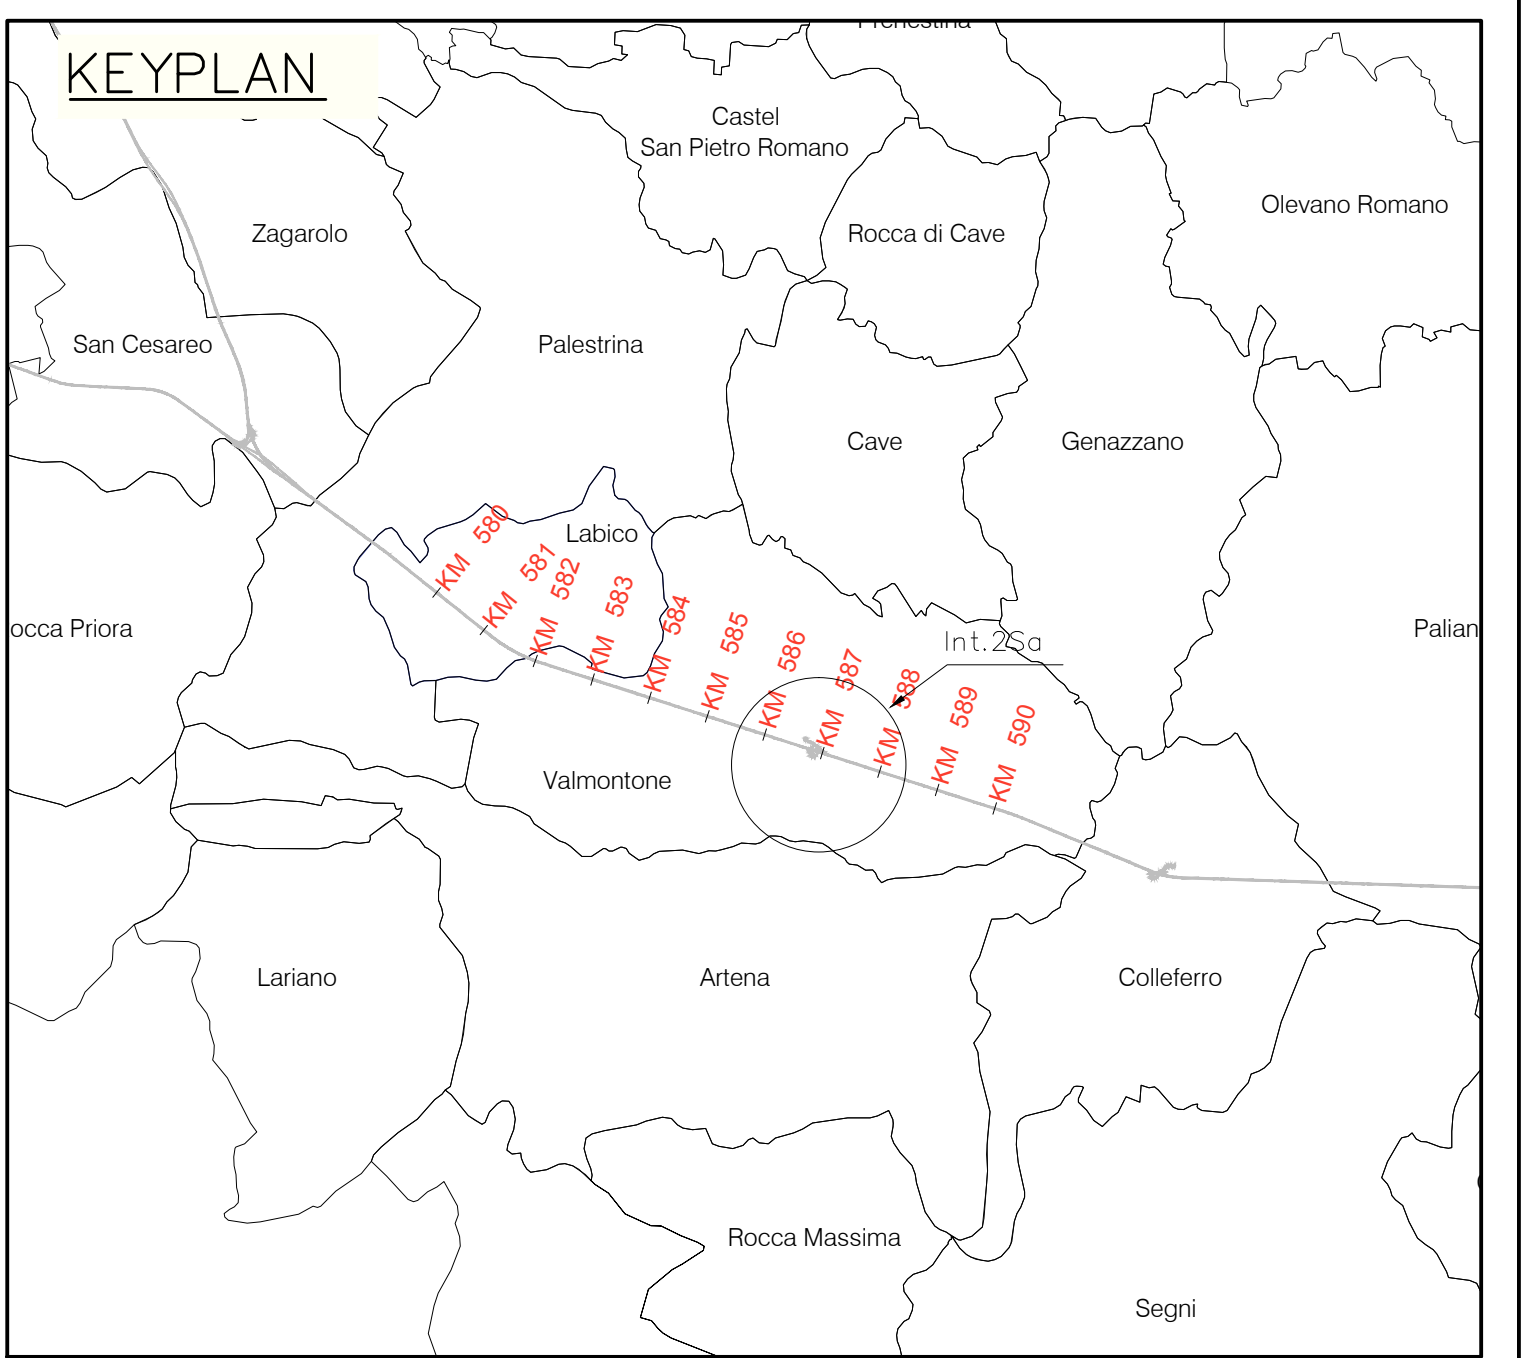 Prenestina
KEYPLAN
Castel
San Pietro Romano
Olevano Romano
Zagarolo
Rocca di Cave
San Cesareo
Palestrina
Cave
Genazzano
Labico
KM 580
KM 581
KM 582
KM 583
KM 584
KM 585
KM 586
KM 587
KM 588
KM 589
KM 590
occa Priora
Palian
Int.2Sa
Valmontone
Lariano
Artena
Colleferro
Rocca Massima
Segni